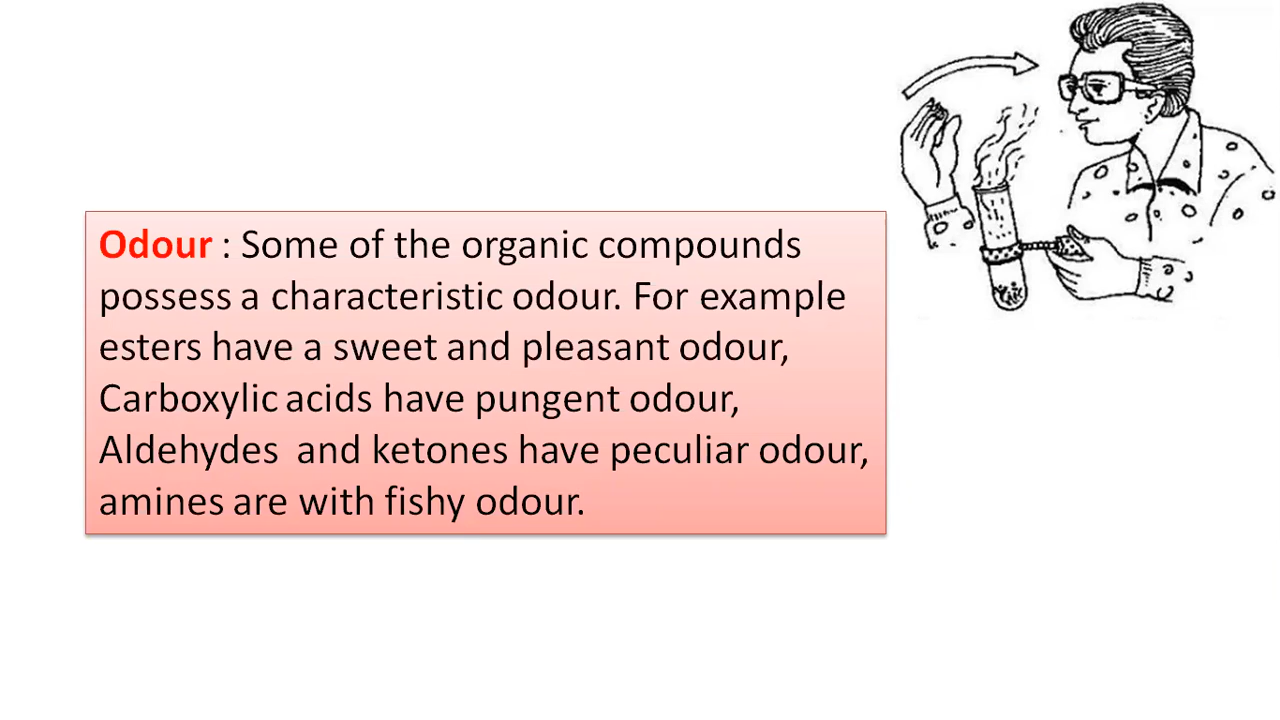 Odour : Some of the organic compounds
possess a characteristic odour. For example
esters have a sweet and pleasant odour,
Carboxylic acids have pungent odour,
Aldehydes  and ketones have peculiar odour,
amines are with fishy odour.